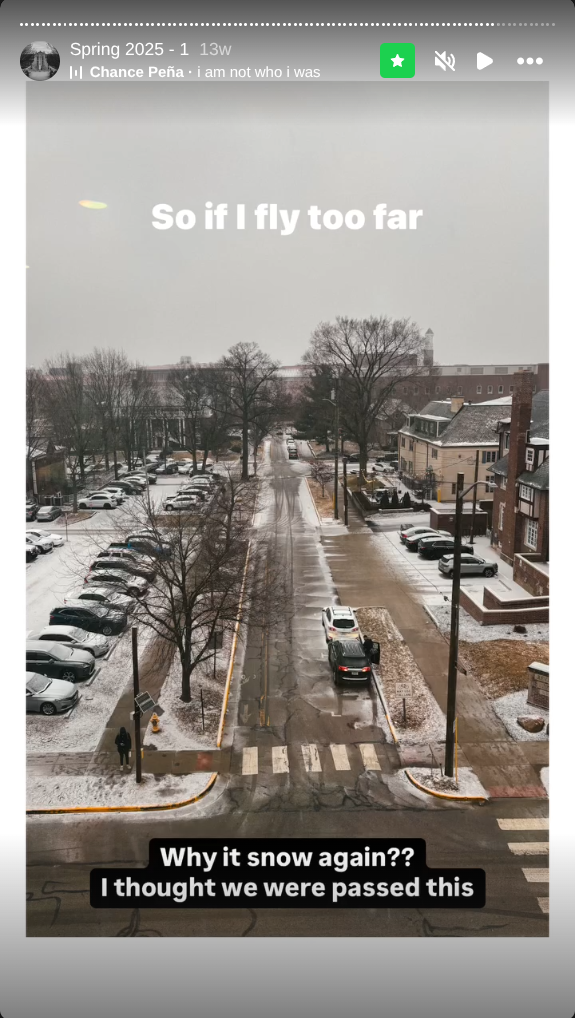 Spring 2025 - 1 13w
Chance Peña · i am not who i was
So if I fly too far
Why it snow again??
I thought we were passed this